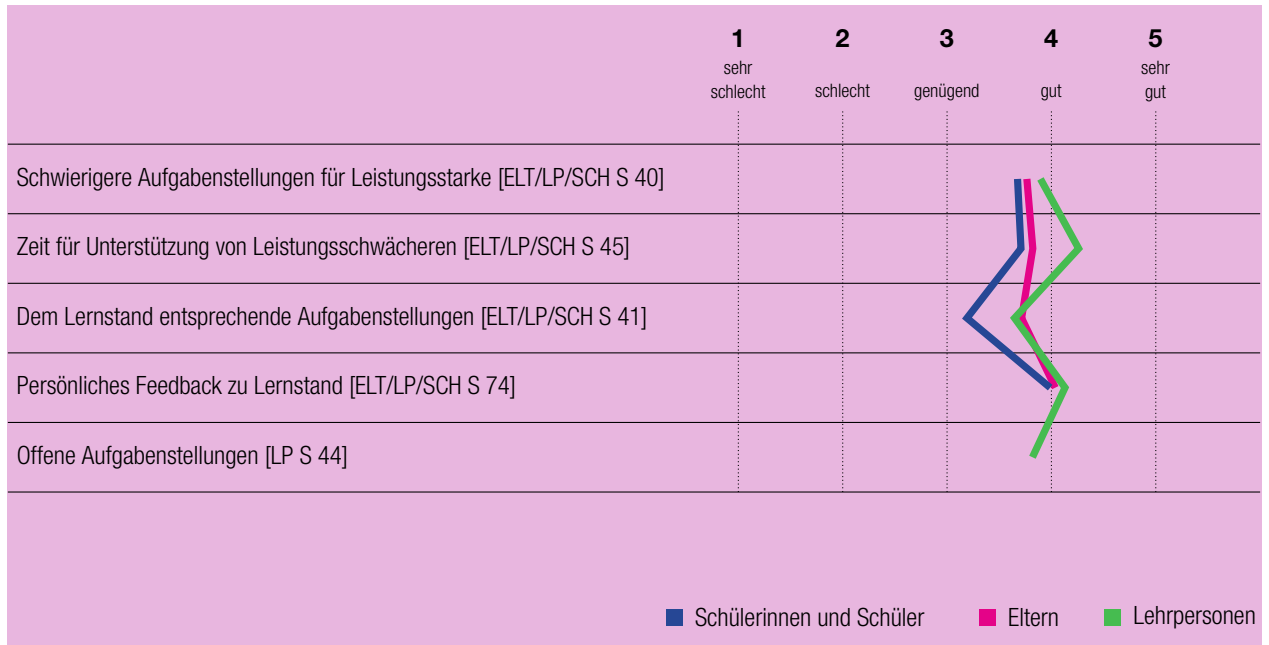 1 2 3 4 5
sehr schlecht schlecht genügend gut sehr gut
Schwierigere Aufgabenstellungen für Leistungsstarke [ELT/LP/SCH S 40]
Zeit für Unterstützung von Leistungsschwächeren [ELT/LP/SCH S 45]
Dem Lernstand entsprechende Aufgabenstellungen [ELT/LP/SCH S 41]
Persönliches Feedback zu Lernstand [ELT/LP/SCH S 74]
Offene Aufgabenstellungen [LP S 44]
Schülerinnen und Schüler Eltern Lehrpersonen